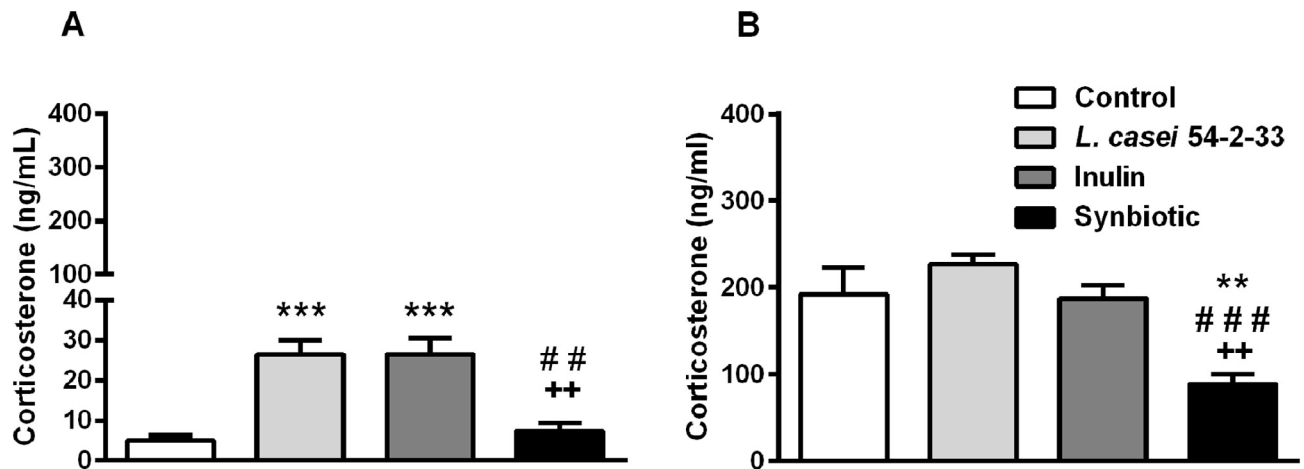 A
Corticosterone (ng/mL)
400
300
200
100
40
30
20
10
0
***
***
# #
++
B
Corticosterone (ng/ml)
400
300
200
100
0
Control
L. casei 54-2-33
Inulin
Synbiotic
**
# # #
++